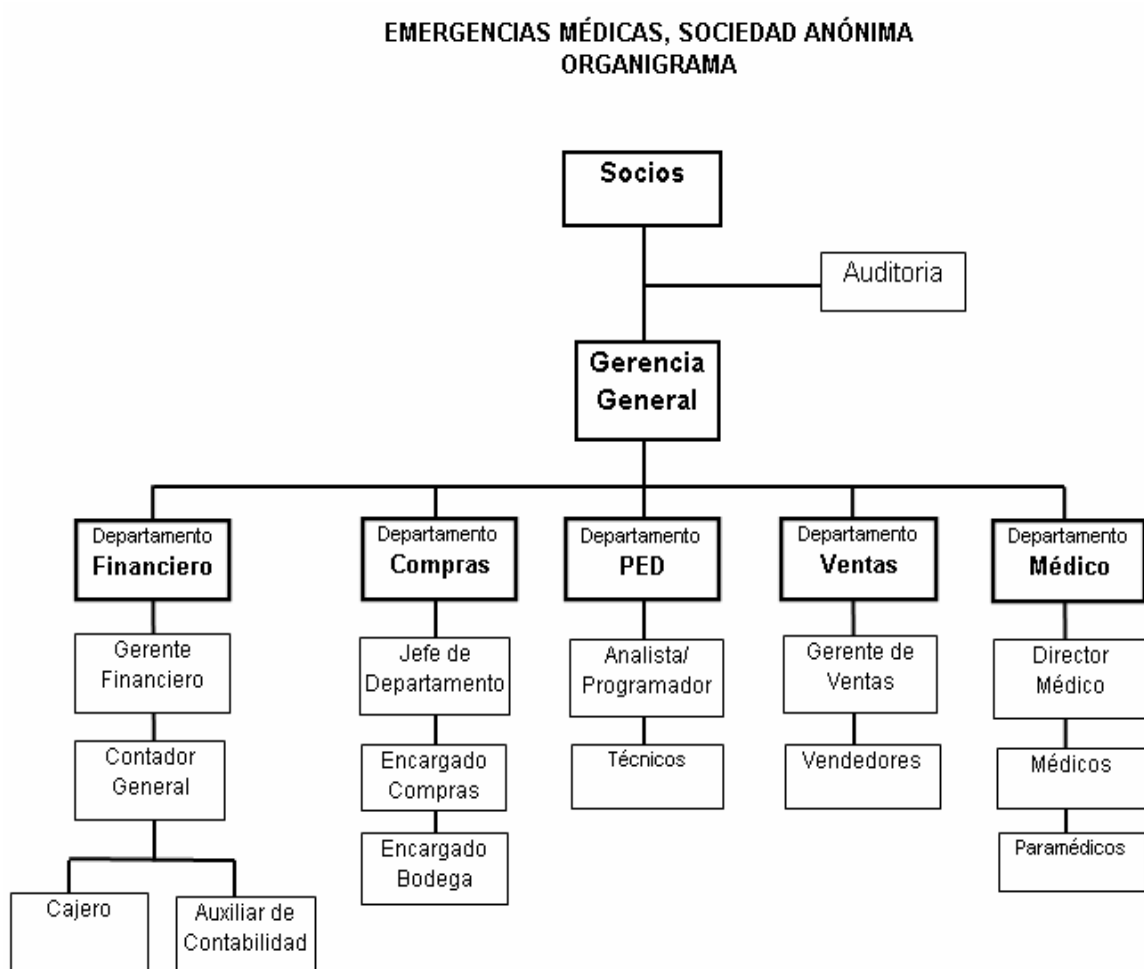 EMERGENCIAS MÉDICAS, SOCIEDAD ANÓNIMA
ORGANIGRAMA
Socios
Auditoria
Gerencia
General
Departamento
Financiero
Departamento
Compras
Departamento
PED
Departamento
Ventas
Departamento
Médico
Gerente
Financiero
Jefe de
Departamento
Analista/
Programador
Gerente de
Ventas
Director
Médico
Contador
General
Encargado
Compras
Técnicos
Vendedores
Médicos
Encargado
Bodega
Paramédicos
Cajero
Auxiliar de
Contabilidad